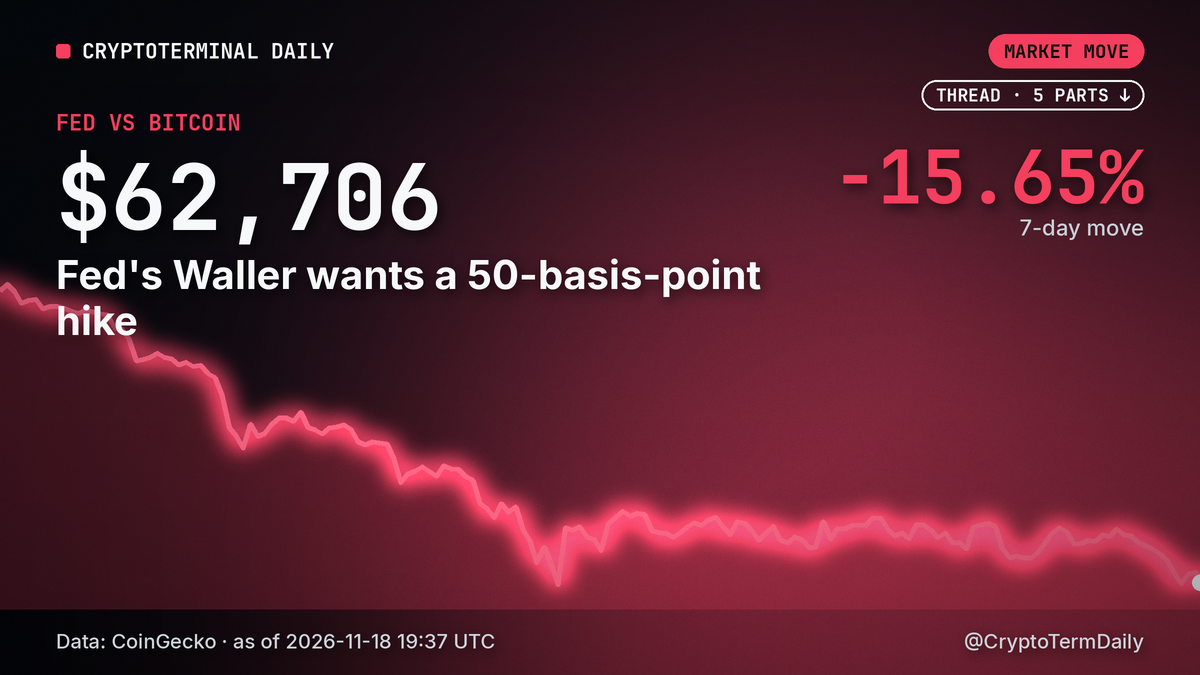 CRYPTOTERMINAL DAILY
MARKET MOVE
THREAD · 5 PARTS ↓
FED VS BITCOIN
$62,706
-15.65%
7-day move
Fed's Waller wants a 50-basis-point
hike
Data: CoinGecko · as of 2026-11-18 19:37 UTC
@CryptoTermDaily